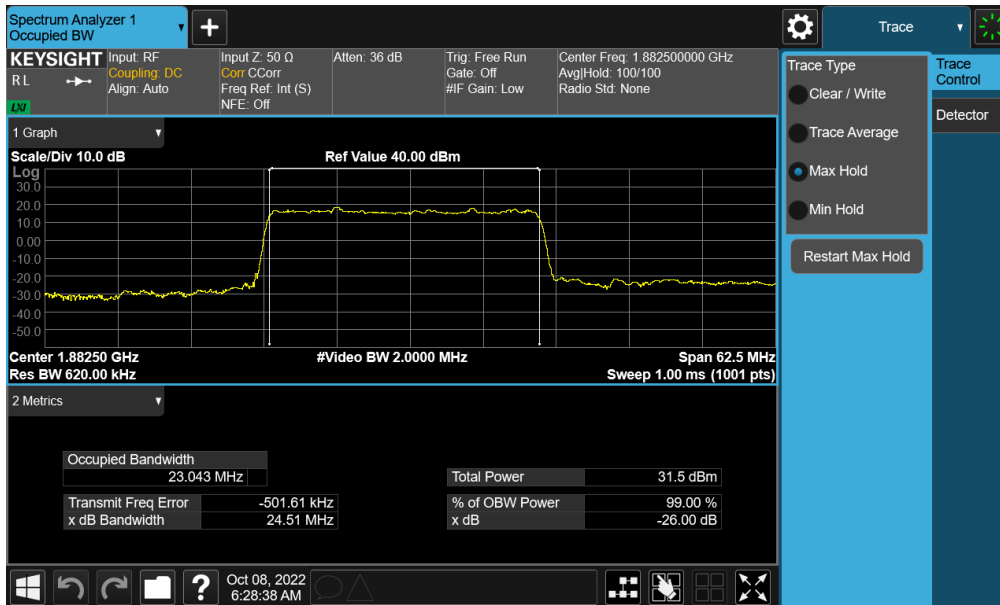 Spectrum Analyzer 1
Occupied BW
+
Trace
KEYSIGHT
R L
LXI
Input: RF
Coupling: DC
Align: Auto
Input Z: 50 Ω
Corr CCorr
Freq Ref: Int (S)
NFE: Off
Atten: 36 dB
Trig: Free Run
Gate: Off
#IF Gain: Low
Center Freq: 1.882500000 GHz
Avg|Hold: 100/100
Radio Std: None
Trace Type
Clear / Write
Trace Average
Max Hold
Min Hold
Restart Max Hold
Trace
Control
Detector
1 Graph
Scale/Div 10.0 dB
Ref Value 40.00 dBm
Log
30.0
20.0
10.0
0.00
-10.0
-20.0
-30.0
-40.0
-50.0
Center 1.88250 GHz
#Video BW 2.0000 MHz
Span 62.5 MHz
Res BW 620.00 kHz
Sweep 1.00 ms (1001 pts)
2 Metrics
Occupied Bandwidth
23.043 MHz
Total Power 31.5 dBm
Transmit Freq Error -501.61 kHz
% of OBW Power 99.00 %
x dB Bandwidth 24.51 MHz
x dB -26.00 dB
?
Oct 08, 2022
6:28:38 AM